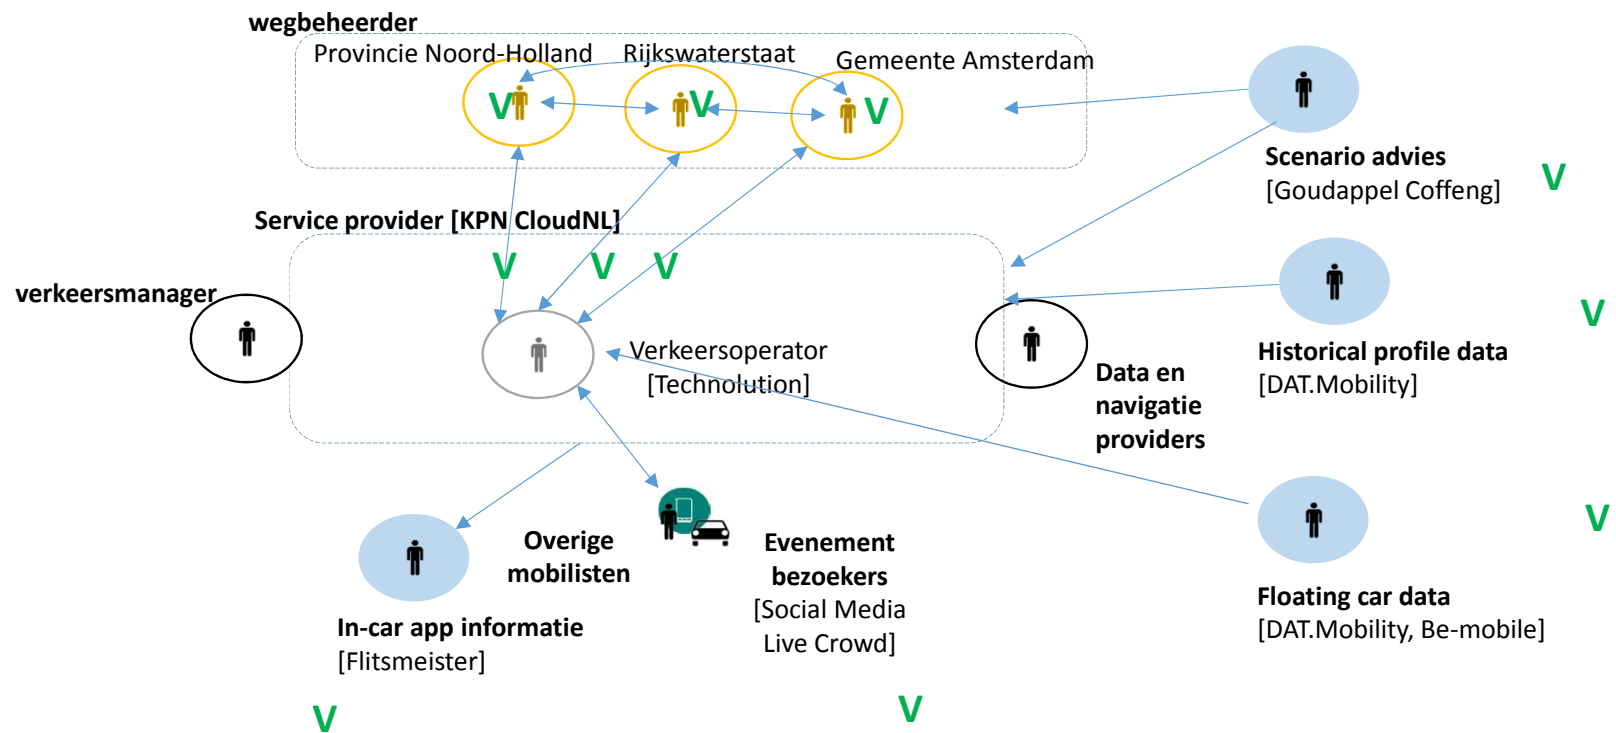 wegbeheerder
Provincie Noord-Holland
Rijkswaterstaat
Gemeente Amsterdam
V
V
V
Scenario advies
[Goudappel Coffeng]
V
Service provider [KPN CloudNL]
V
V
V
verkeersmanager
Verkeersoperator
[Technolution]
Data en
navigatie
providers
Historical profile data
[DAT.Mobility]
V
Overige
mobilisten
Evenement
bezoekers
[Social Media
Live Crowd]
V
In-car app informatie
[Flitsmeister]
V
Floating car data
[DAT.Mobility, Be-mobile]
V